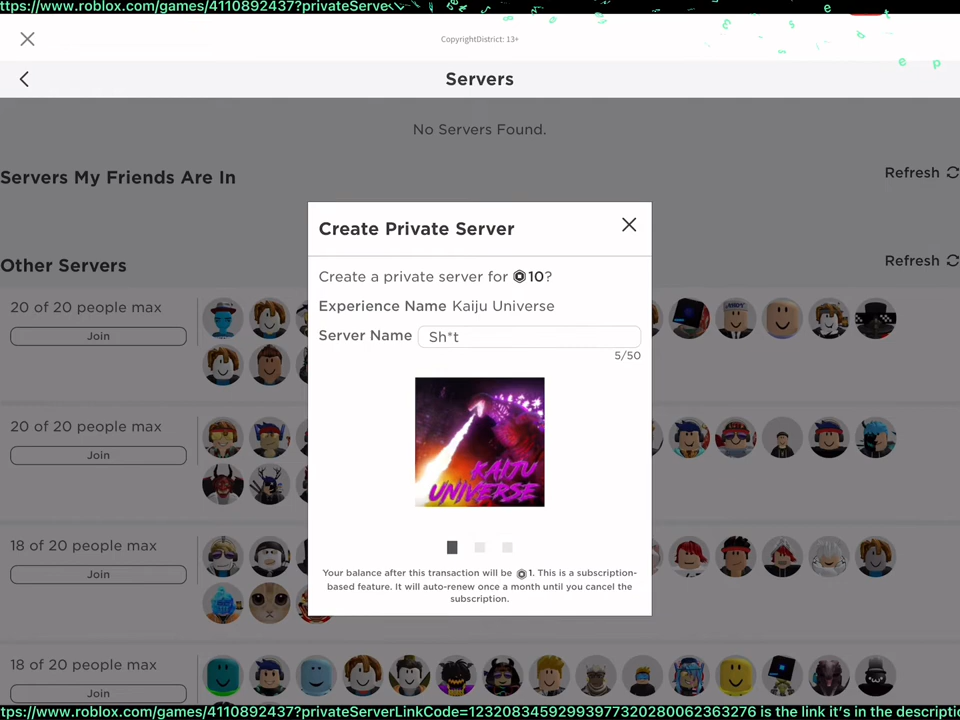 ttps://www.roblox.com/games/4110892437?privateServe
CopyrightDistrict: 13+
Servers
No Servers Found.
Servers My Friends Are In
Refresh
Other Servers
Refresh
20 of 20 people max
Join
20 of 20 people max
Join
18 of 20 people max
Join
18 of 20 people max
Join
Create Private Server
Create a private server for 10?
Experience Name Kaiju Universe
Server Name Sh*t
5/50
KAIJU
UNIVERSE
Your balance after this transaction will be 1. This is a subscription-
based feature. It will auto-renew once a month until you cancel the
subscription.
ttps://www.roblox.com/games/4110892437?privateServerLinkCode=12320834592993977320280062363276 is the link it's in the descriptio